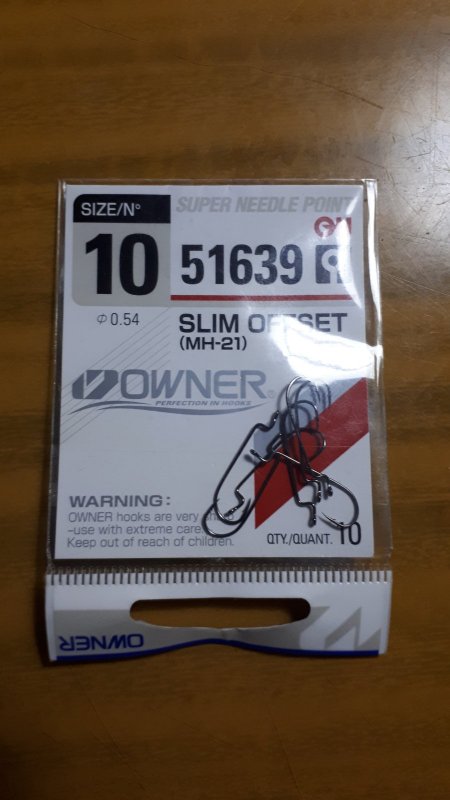 SIZE/N°
SUPER NEEDLE POINT
10
51639
Φ 0.54
SLIM OFFSET
(MH-21)
OWNER®
PERFECTION IN HOOKS
WARNING:
OWNER hooks are very
-use with extreme care.
Keep out of reach of children.
QTY./QUANT. 10
OWNER